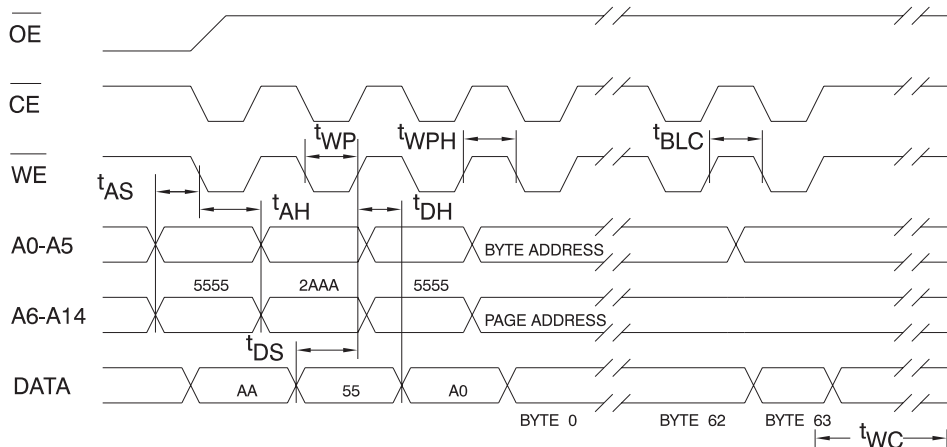 OE
CE
tWP tWPH tBLC
WE
tAS
tAH tDH
A0-A5 BYTE ADDRESS
5555 2AAA 5555
A6-A14 PAGE ADDRESS
tDS
DATA AA 55 A0
BYTE 0 BYTE 62 BYTE 63
tWC